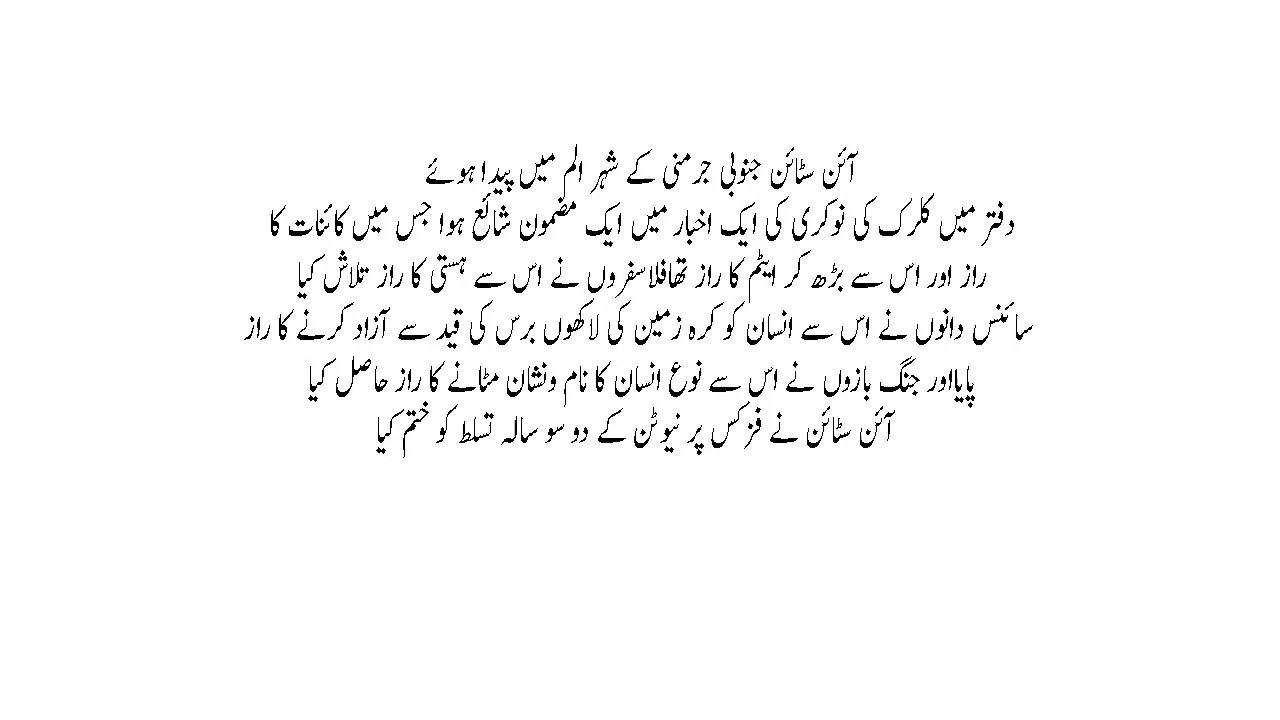 آئن سٹائن جنوبی جرمنی کے شہر الم میں پیدا ہوئے
دفتر میں کلرک کی نوکری کی ایک اخبار میں ایک مضمون شائع ہوا جس میں کائنات کا
راز اور اس سے بڑھ کر ایٹم کا راز تھافلاسفروں نے اس سے ہستی کا راز تلاش کیا
سائنس دانوں نے اس سے انسان کو کرہ زمین کی لاکھوں برس کی قید سے آزاد کرنے کا راز
پایااور جنگ بازوں نے اس سے نوع انسان کا نام ونشان مٹانے کا راز حاصل کیا
آئن سٹائن نے فزکس پر نیوٹن کے دو سو سالہ تسلط کو ختم کیا